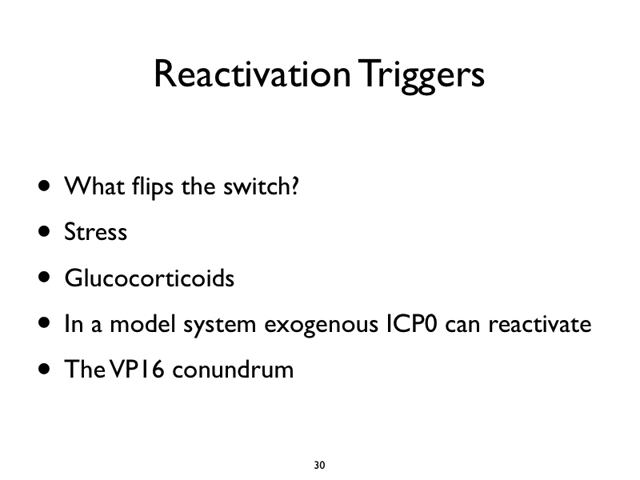 Reactivation Triggers
• What flips the switch?
• Stress
• Glucocorticoids
• In a model system exogenous ICP0 can reactivate
• The VP16 conundrum
30